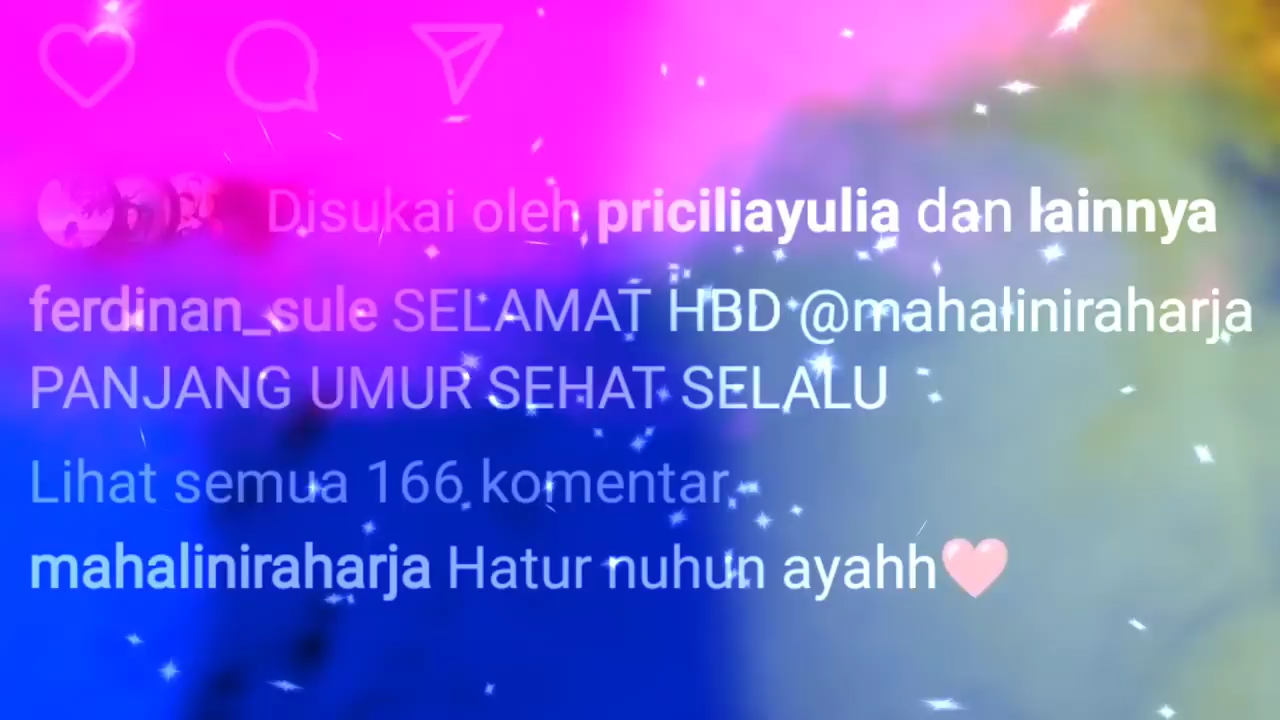 Disukai oleh priciliayulia dan lainnya
ferdinan_sule SELAMAT HBD @mahaliniraharja
PANJANG UMUR SEHAT SELALU
Lihat semua 166 komentar
mahaliniraharja Hatur nuhun ayahh